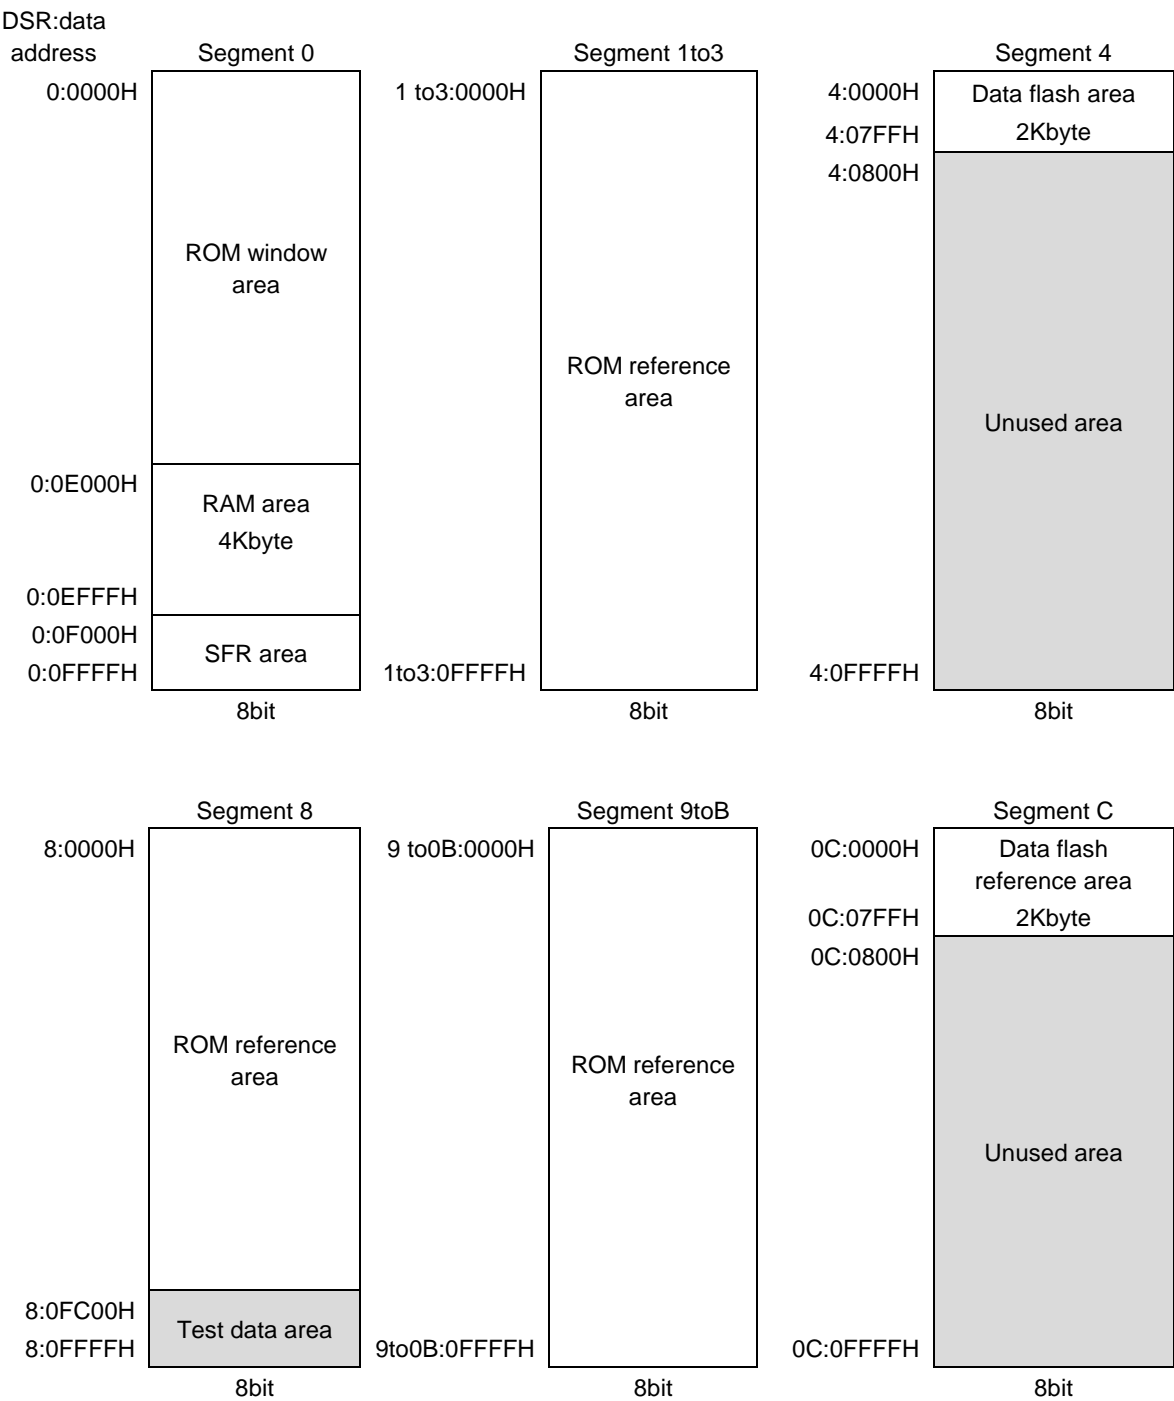 DSR:data
address
Segment 0
0:0000H
ROM window
area
0:0E000H
RAM area
4Kbyte
0:0EFFFH
0:0F000H
SFR area
0:0FFFFH
8bit
Segment 1to3
1 to3:0000H
ROM reference
area
1to3:0FFFFH
8bit
Segment 4
4:0000H
Data flash area
4:07FFH
2Kbyte
4:0800H
Unused area
4:0FFFFH
8bit
Segment 8
8:0000H
ROM reference
area
8:0FC00H
Test data area
8:0FFFFH
8bit
Segment 9toB
9 to0B:0000H
ROM reference
area
9to0B:0FFFFH
8bit
Segment C
0C:0000H
Data flash
reference area
0C:07FFH
2Kbyte
0C:0800H
Unused area
0C:0FFFFH
8bit